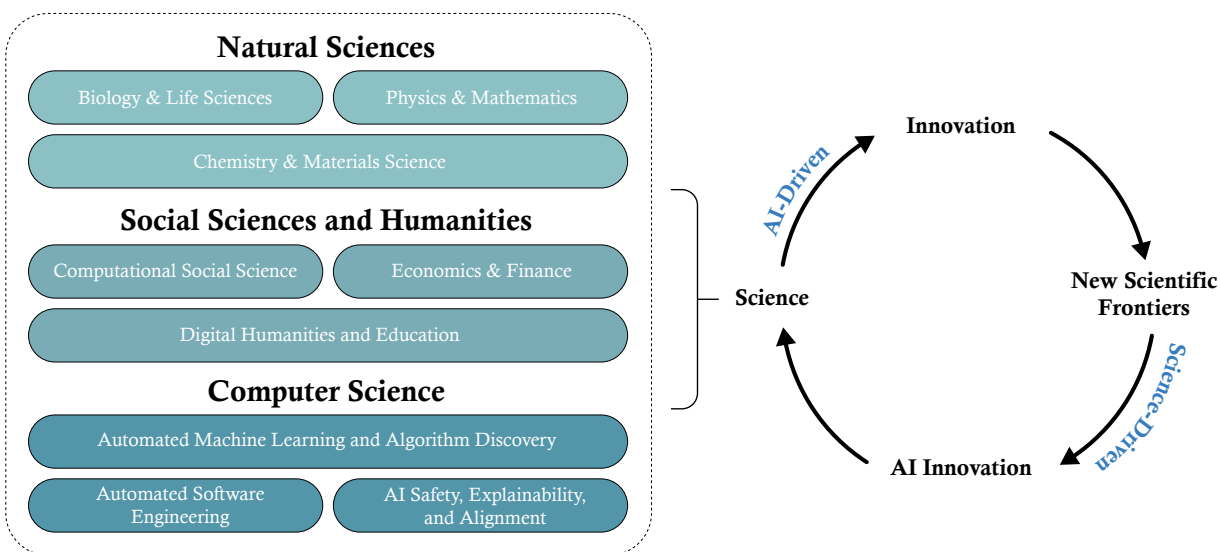 Natural Sciences
Biology & Life Sciences
Physics & Mathematics
Chemistry & Materials Science
Social Sciences and Humanities
Computational Social Science
Economics & Finance
Digital Humanities and Education
Computer Science
Automated Machine Learning and Algorithm Discovery
Automated Software
Engineering
AI Safety, Explainability,
and Alignment
Science
AI-Driven
Innovation
New Scientific
Frontiers
Science-Driven
AI Innovation